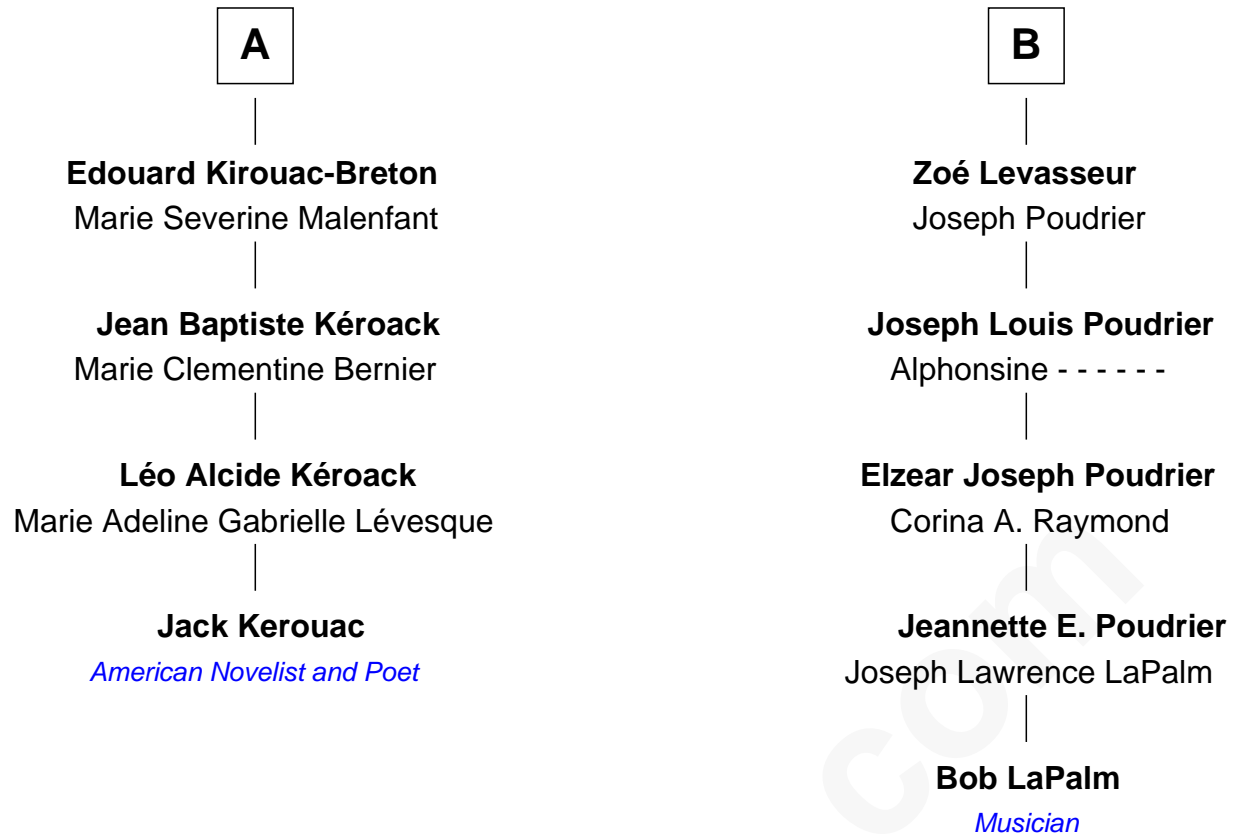 A
Edouard Kirouac-Breton
Marie Severine Malenfant
Jean Baptiste Kéroack
Marie Clementine Bernier
Léo Alcide Kéroack
Marie Adeline Gabrielle Lévesque
Jack Kerouac
American Novelist and Poet
B
Zoé Levasseur
Joseph Poudrier
Joseph Louis Poudrier
Alphonsine - - - - - -
Elzear Joseph Poudrier
Corina A. Raymond
Jeannette E. Poudrier
Joseph Lawrence LaPalm
Bob LaPalm
Musician
com